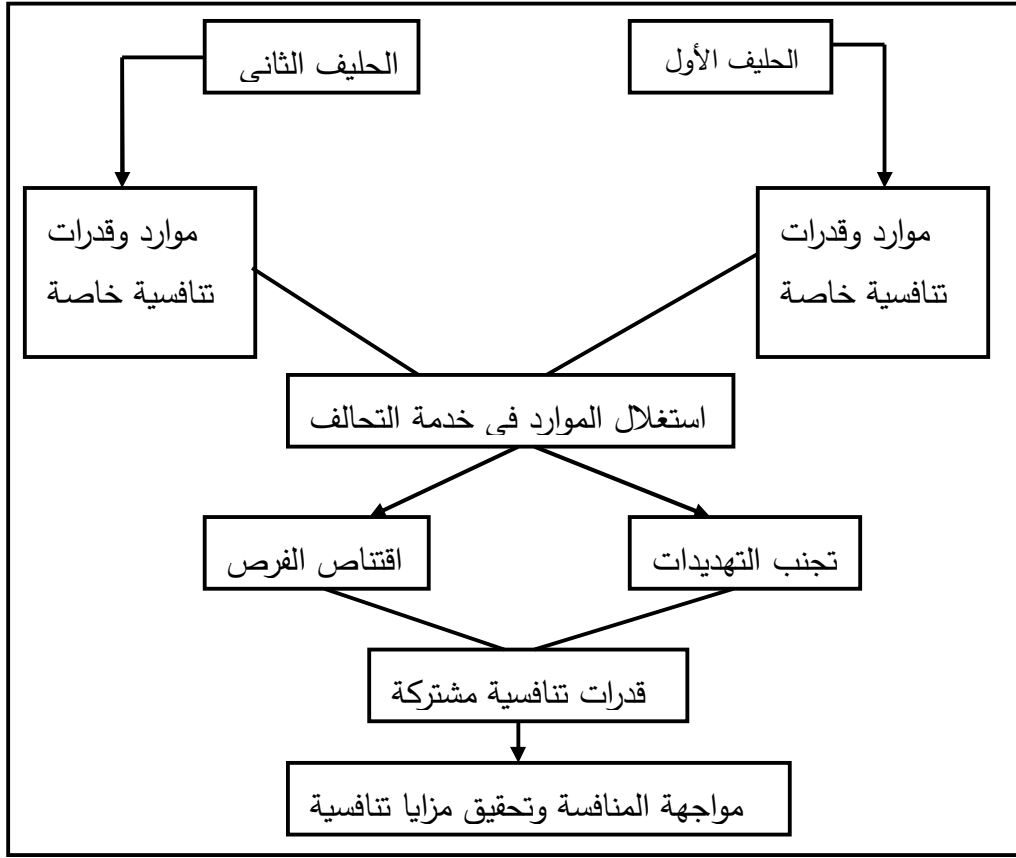 الحليف الأول
الحليف الثانى
موارد وقدرات
تنافسية خاصة
موارد وقدرات
تنافسية خاصة
استغلال الموارد فى خدمة التحالف
تجنب التهديدات
اقتناص الفرص
قدرات تنافسية مشتركة
مواجهة المنافسة وتحقيق مزايا تنافسية